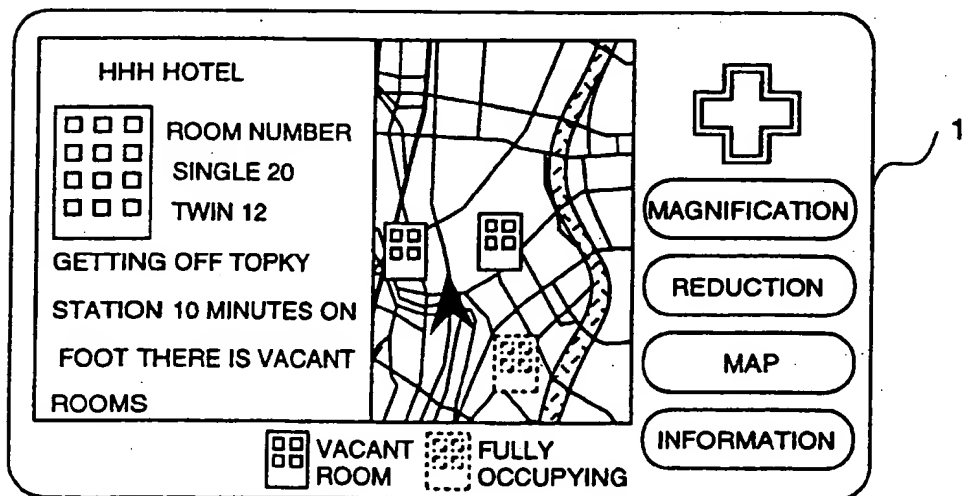 HHH HOTEL
ROOM NUMBER
SINGLE 20
TWIN 12
GETTING OFF TOPKY
STATION 10 MINUTES ON
FOOT THERE IS VACANT
ROOMS
MAGNIFICATION
REDUCTION
MAP
INFORMATION
VACANT
ROOM
FULLY
OCCUPYING
1